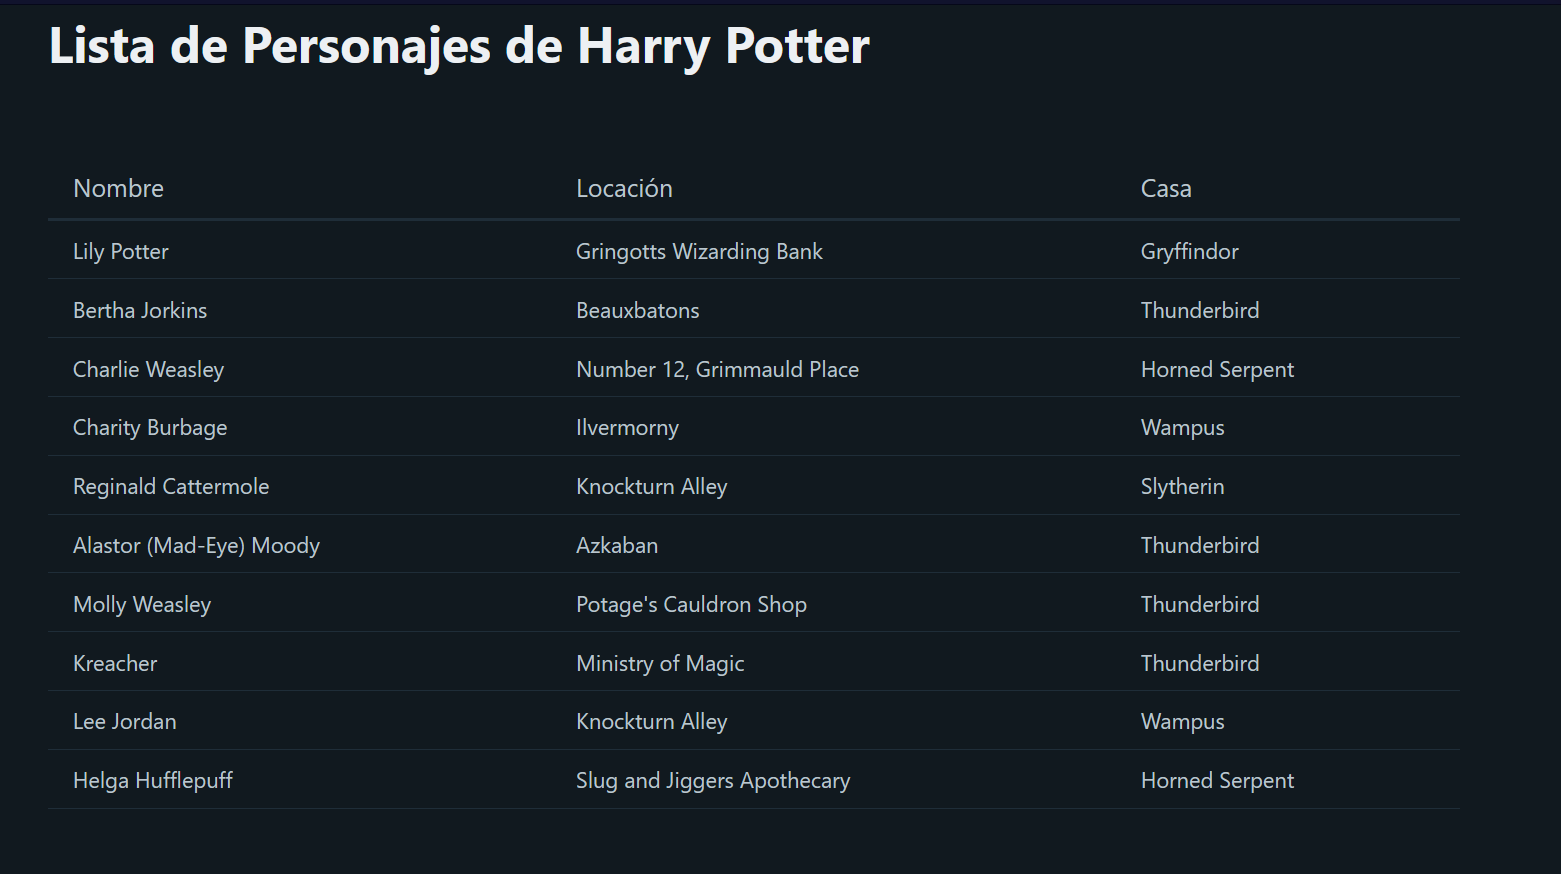 Lista de Personajes de Harry Potter
Nombre Locación Casa
Lily Potter Gringotts Wizarding Bank Gryffindor
Bertha Jorkins Beauxbatons Thunderbird
Charlie Weasley Number 12, Grimmauld Place Horned Serpent
Charity Burbage Ilvermorny Wampus
Reginald Cattermole Knockturn Alley Slytherin
Alastor (Mad-Eye) Moody Azkaban Thunderbird
Molly Weasley Potage's Cauldron Shop Thunderbird
Kreacher Ministry of Magic Thunderbird
Lee Jordan Knockturn Alley Wampus
Helga Hufflepuff Slug and Jiggers Apothecary Horned Serpent